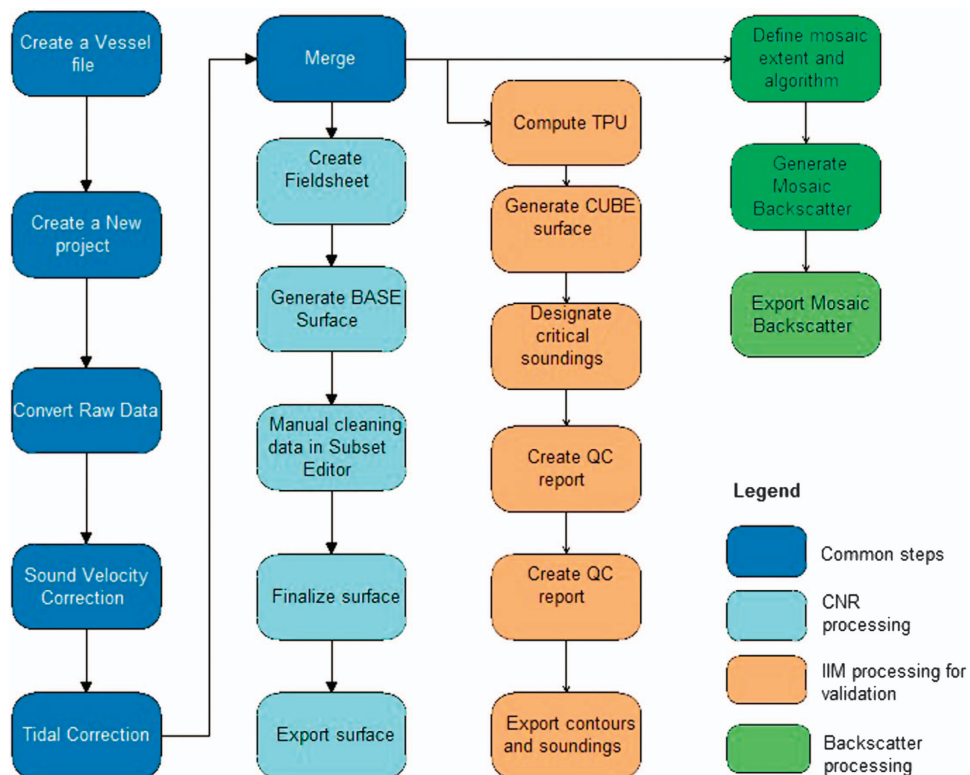 Create a Vessel
file
Create a New
project
Convert Raw Data
Sound Velocity
Correction
Tidal Correction
Merge
Create
Fieldsheet
Generate BASE
Surface
Manual cleaning
data in Subset
Editor
Finalize surface
Export surface
Compute TPU
Generate CUBE
surface
Designate
critical
soundings
Create QC
report
Create QC
report
Export contours
and soundings
Define mosaic
extent and
algorithm
Generate
Mosaic
Backscatter
Export Mosaic
Backscatter
Legend
Common steps
CNR
processing
IIM processing for
validation
Backscatter
processing